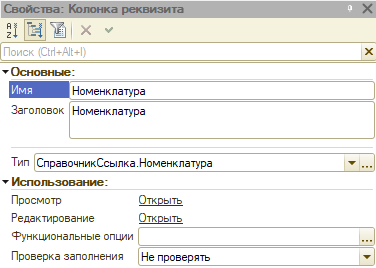 Свойства: Колонка реквизита
Поиск (Ctrl+Alt+I)
Основные:
Имя Номенклатура
Заголовок Номенклатура
Тип СправочникСсылка.Номенклатура
Использование:
Просмотр Открыть
Редактирование Открыть
Функциональные опции
Проверка заполнения Не проверять